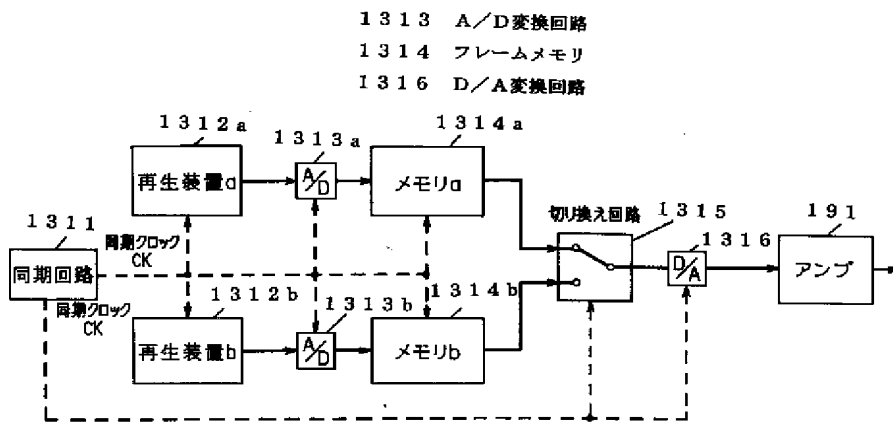 1313 A/D変換回路
1314 フレームメモリ
1316 D/A変換回路
1312a
1313a
1314a
再生装置a
A/D
メモリa
1311
同期クロック
CK
切り換え回路
1315
1316
191
同期回路
D/A
アンプ
同期クロック
CK
1312b
1313b
1314b
再生装置b
A/D
メモリb